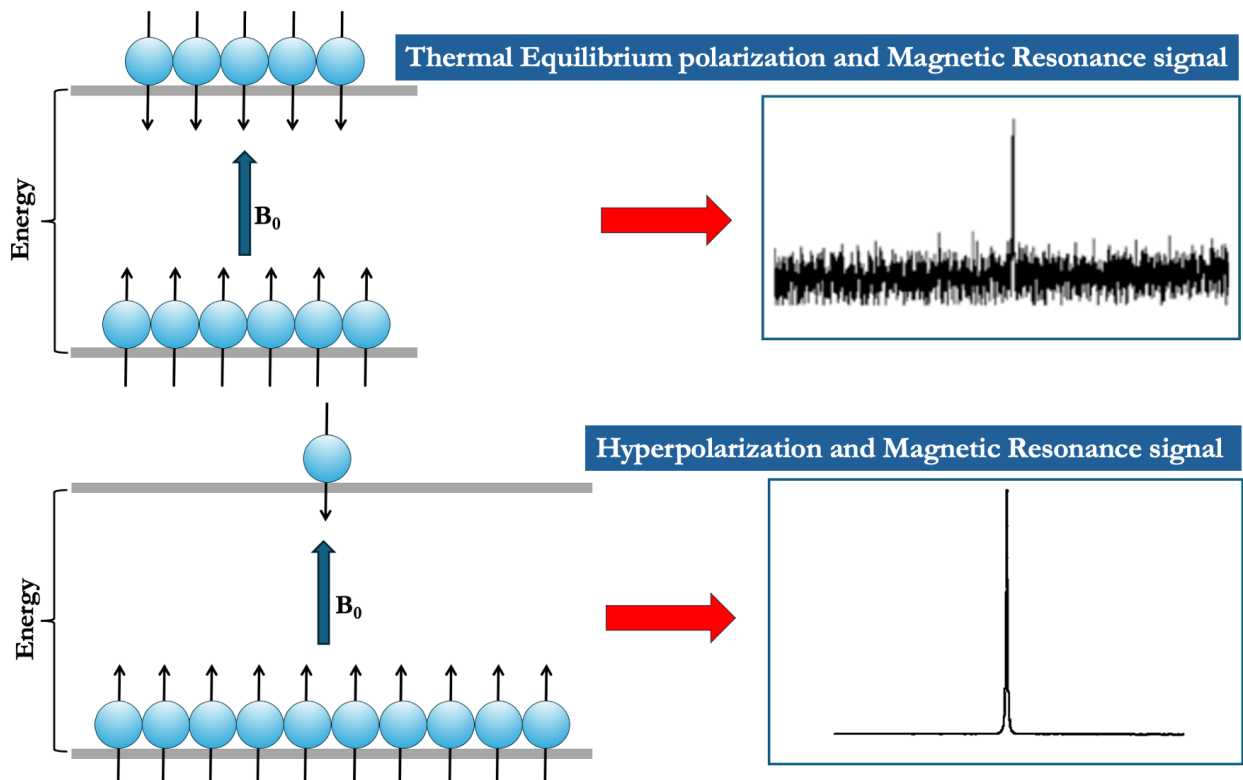 Thermal Equilibrium polarization and Magnetic Resonance signal
Energy
B₀
Hyperpolarization and Magnetic Resonance signal
Energy
B₀